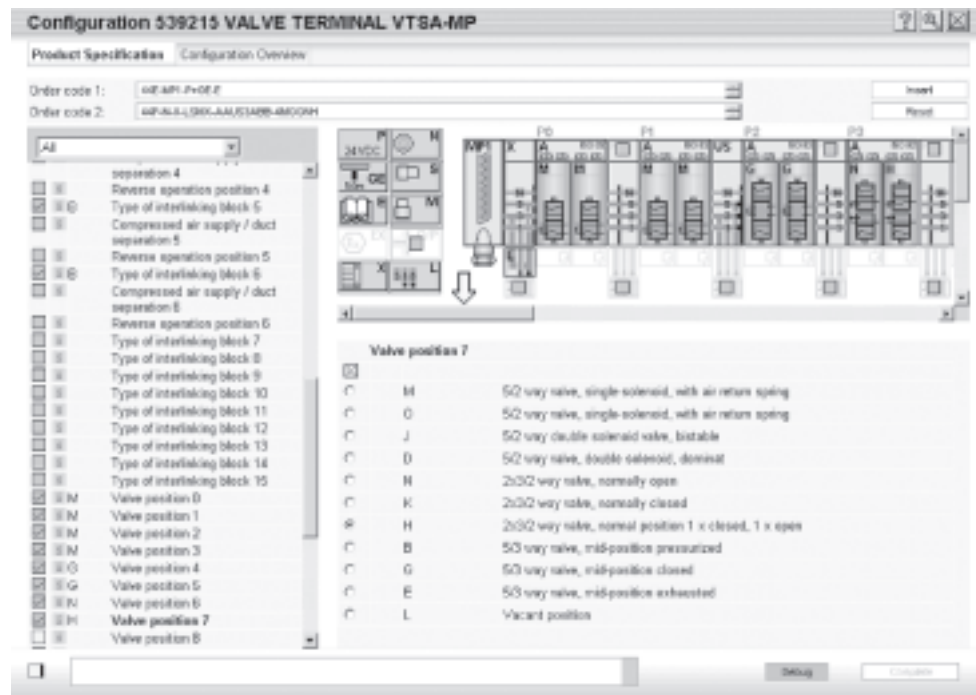 Configuration 539215 VALVE TERMINAL VTSA-MP
Product Specification Configuration Overview
Order code 1:
Insert
Order code 2:
Reset
All
separation 4
Reverse operation position 4
B Type of interlinking block 5
Compressed air supply / duct
separation 5
Reverse operation position 5
B Type of interlinking block 6
Compressed air supply / duct
separation 6
Reverse operation position 6
Type of interlinking block 7
Type of interlinking block 8
Type of interlinking block 9
Type of interlinking block 10
Type of interlinking block 11
Type of interlinking block 12
Type of interlinking block 13
Type of interlinking block 14
Type of interlinking block 15
M Valve position 0
M Valve position 1
M Valve position 2
M Valve position 3
G Valve position 4
G Valve position 5
N Valve position 6
H Valve position 7
Valve position 8
P N
24VDC
GE S
R M
EX P
X L
P0 P1 P2 P3
MP1 X A A VS A A
M M M M G G N H
L
Valve position 7
M 5/2 way valve, single-solenoid, with air return spring
O 5/2 way valve, single-solenoid, with air return spring
J 5/2 way double solenoid valve, bistable
D 5/2 way valve, double solenoid, dominat
N 2x3/2 way valve, normally open
K 2x3/2 way valve, normally closed
H 2x3/2 way valve, normal position 1 x closed, 1 x open
B 5/3 way valve, mid-position pressurized
G 5/3 way valve, mid-position closed
E 5/3 way valve, mid-position exhausted
L Vacant position
Debug
Complete